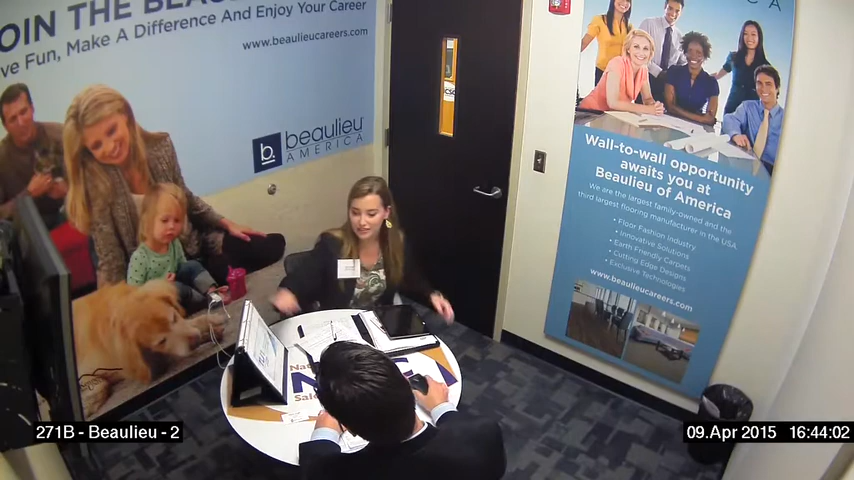 OIN THE BEA
ve Fun, Make A Difference And Enjoy Your Career
www.beaulieucareers.com
b.
beaulieu
AMERICA
Wall-to-wall opportunity
awaits you at
Beaulieu of America
We are the largest family-owned and the
third largest flooring manufacturer in the USA.
• Floor Fashion Industry
• Innovative Solutions
• Earth Friendly Carpets
• Cutting Edge Designs
• Exclusive Technologies
www.beaulieucareers.com
271B - Beaulieu - 2
09.Apr 2015 16:44:02